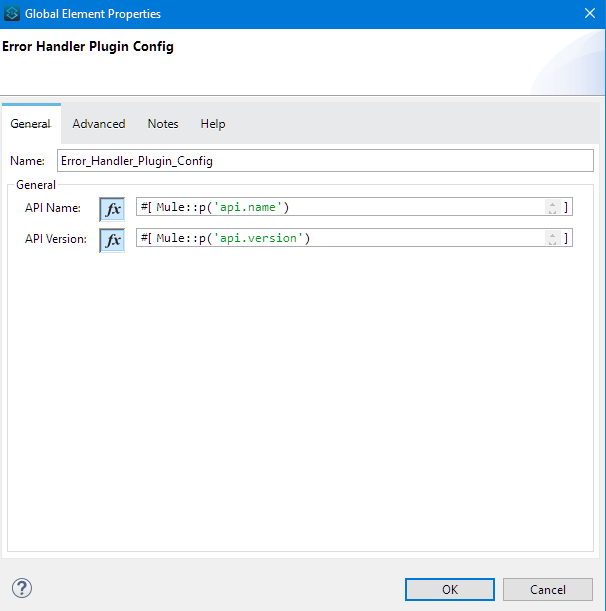 Global Element Properties
Error Handler Plugin Config
General Advanced Notes Help
Name: Error_Handler_Plugin_Config
General
API Name: fx #[ Mule::p('api.name') ]
API Version: fx #[ Mule::p('api.version') ]
? OK Cancel